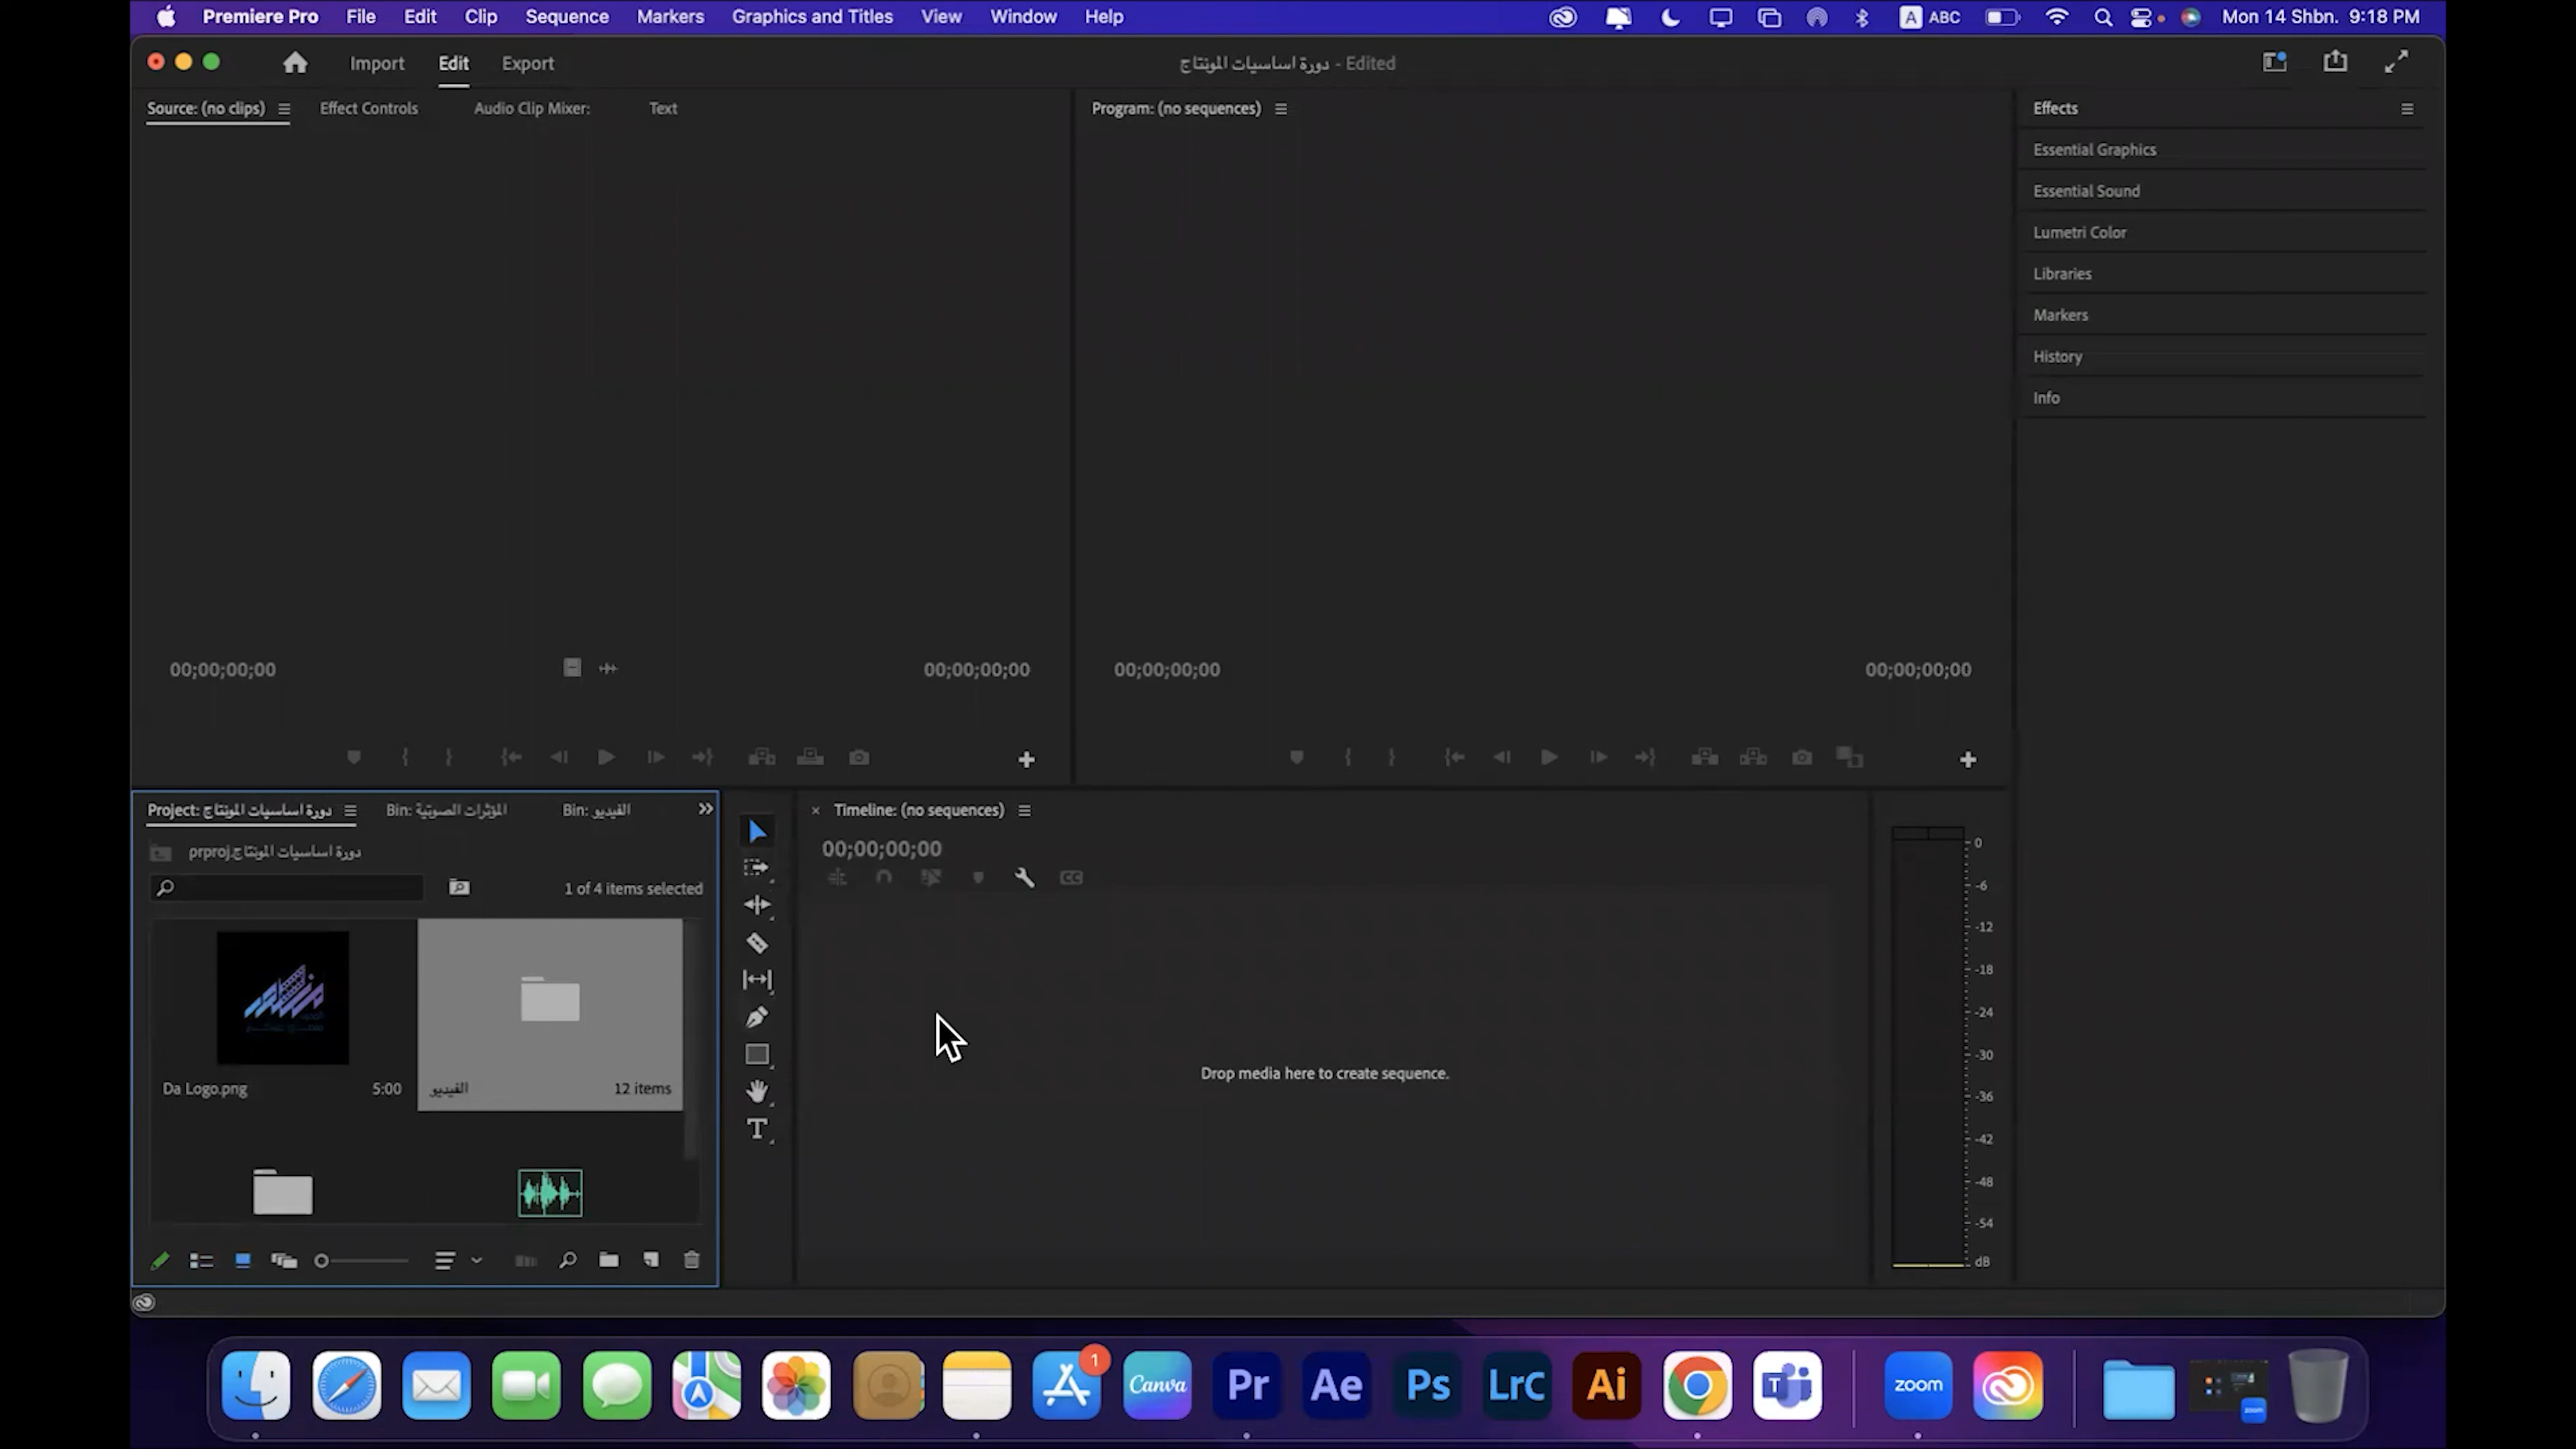 Premiere Pro File Edit Clip Sequence Markers Graphics and Titles View Window Help A ABC Mon 14 Shbn. 9:18 PM
Import Edit Export دورة اساسيات المونتاج - Edited
Source: (no clips) Effect Controls Audio Clip Mixer: Text
Program: (no sequences)
Effects
Essential Graphics
Essential Sound
Lumetri Color
Libraries
Markers
History
Info
00;00;00;00 00;00;00;00
00;00;00;00 00;00;00;00
Project: دورة اساسيات المونتاج Bin: المؤثرات الصوتية Bin: الفيديو
دورة اساسيات المونتاج.prproj
1 of 4 items selected
Da Logo.png 5:00
الفيديو 12 items
Timeline: (no sequences)
00;00;00;00
CC
Drop media here to create sequence.
T
0
-6
-12
-18
-24
-30
-36
-42
-48
-54
dB
1
Canva
Pr
Ae
Ps
LrC
Ai
T
zoom
zoom